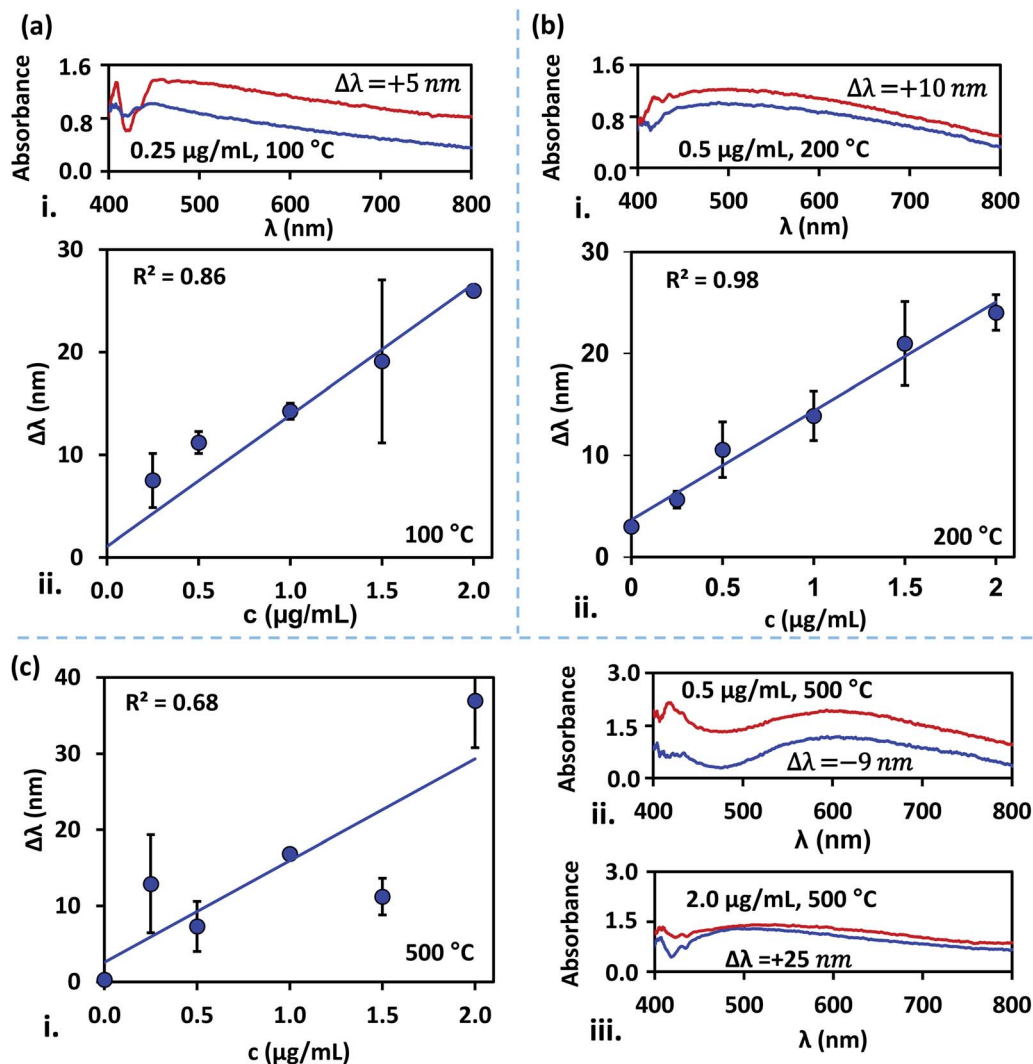 (a)
Absorbance
1.6
0.8
0.0
Δλ = +5 nm
0.25 µg/mL, 100 °C
400 500 600 700 800
λ (nm)
i.
Δλ (nm)
30
20
10
0
R² = 0.86
100 °C
0.0 0.5 1.0 1.5 2.0
c (µg/mL)
ii.
(b)
Absorbance
1.6
0.8
0.0
Δλ = +10 nm
0.5 µg/mL, 200 °C
400 500 600 700 800
λ (nm)
i.
Δλ (nm)
30
20
10
0
R² = 0.98
200 °C
0 0.5 1 1.5 2
c (µg/mL)
ii.
(c)
Δλ (nm)
40
30
20
10
0
R² = 0.68
500 °C
0.0 0.5 1.0 1.5 2.0
c (µg/mL)
i.
Absorbance
3.0
1.5
0.0
0.5 µg/mL, 500 °C
Δλ = −9 nm
400 500 600 700 800
λ (nm)
ii.
Absorbance
3.0
1.5
0.0
2.0 µg/mL, 500 °C
Δλ =+25 nm
400 500 600 700 800
λ (nm)
iii.